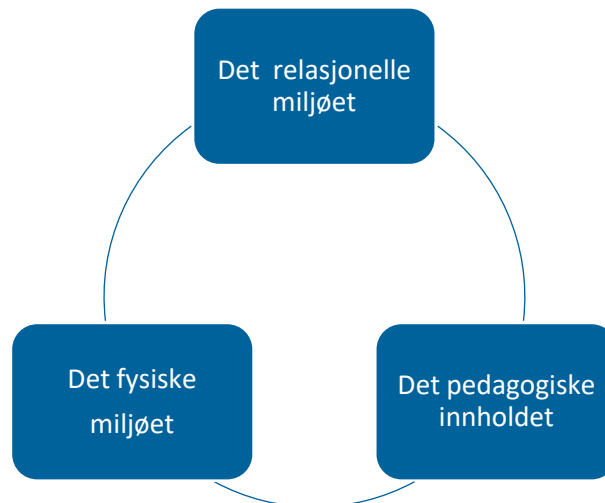 Det  relasjonelle
miljøet
Det fysiske
miljøet
Det pedagogiske
innholdet